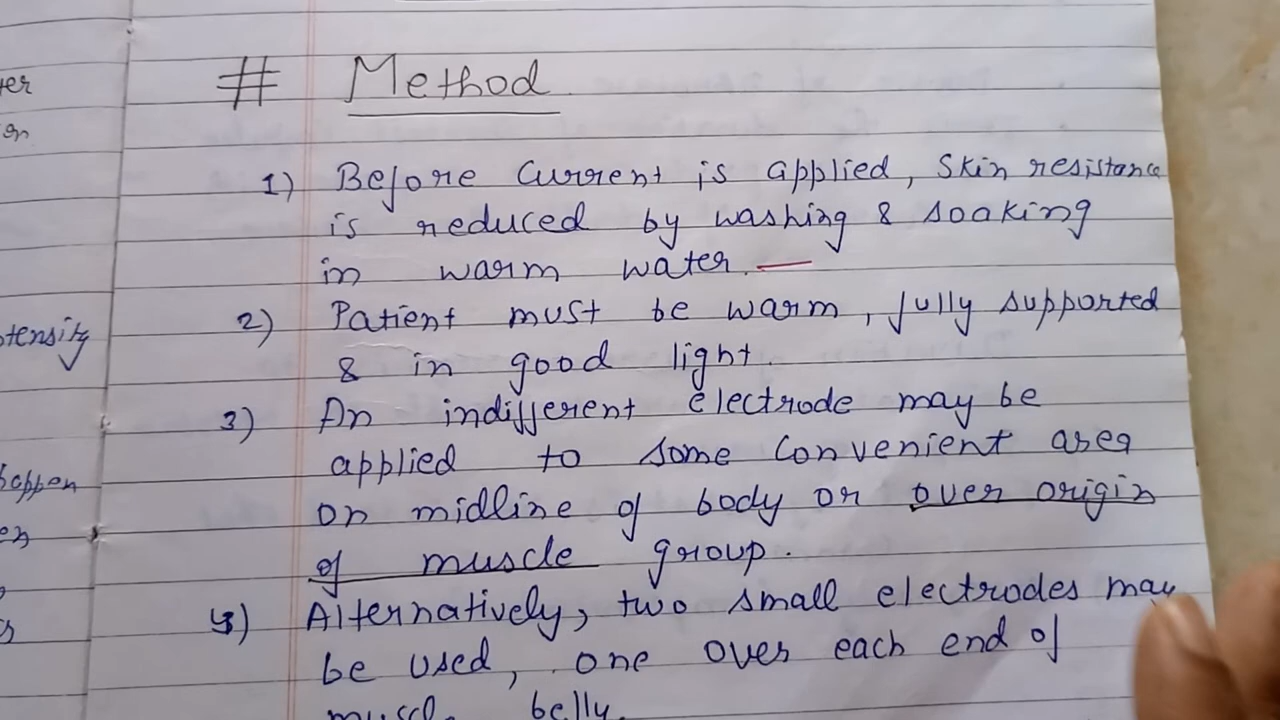 # Method
1) Before current is applied, skin resistance
is reduced by washing & soaking
in warm water.
2) Patient must be warm, fully supported
& in good light
3) An indifferent electrode may be
applied to some convenient area
on midline of body or over origin
of muscle group.
4) Alternatively, two small electrodes may
be used, one over each end of
muscle belly.
tensity
happen